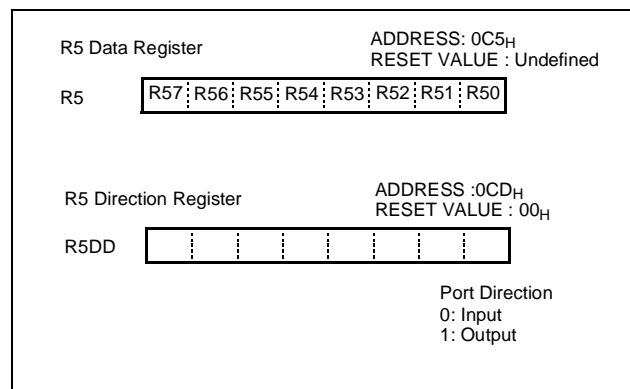 R5 Data Register
ADDRESS: 0C5H
RESET VALUE : Undefined
R5
R57 R56 R55 R54 R53 R52 R51 R50
R5 Direction Register
ADDRESS :0CDH
RESET VALUE : 00H
R5DD
Port Direction
0: Input
1: Output